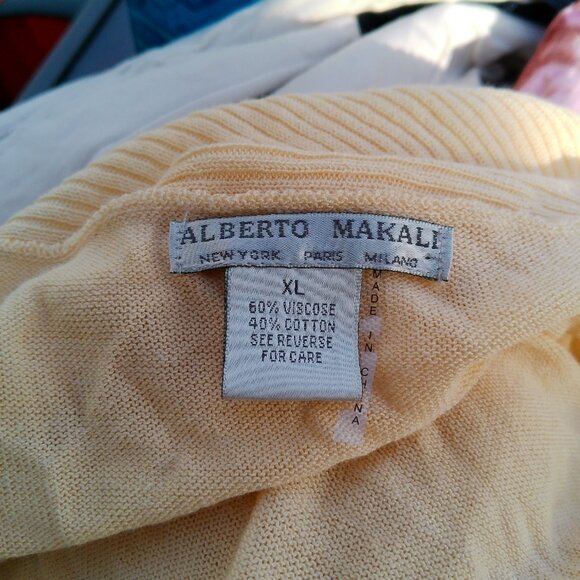 ALBERTO MAKALI
NEW YORK PARIS MILANO
XL
60% VISCOSE
40% COTTON
SEE REVERSE
FOR CARE
MADE IN CHINA